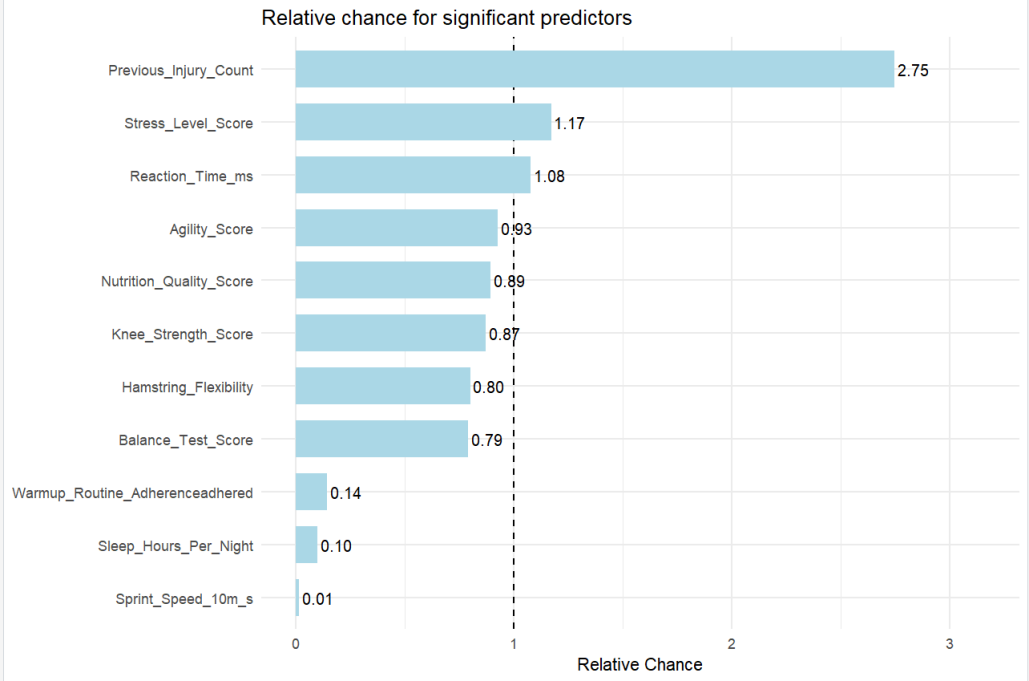 Relative chance for significant predictors
Previous_Injury_Count 2.75
Stress_Level_Score 1.17
Reaction_Time_ms 1.08
Agility_Score 0.93
Nutrition_Quality_Score 0.89
Knee_Strength_Score 0.87
Hamstring_Flexibility 0.80
Balance_Test_Score 0.79
Warmup_Routine_Adherenceadhered 0.14
Sleep_Hours_Per_Night 0.10
Sprint_Speed_10m_s 0.01
0 1 2 3
Relative Chance